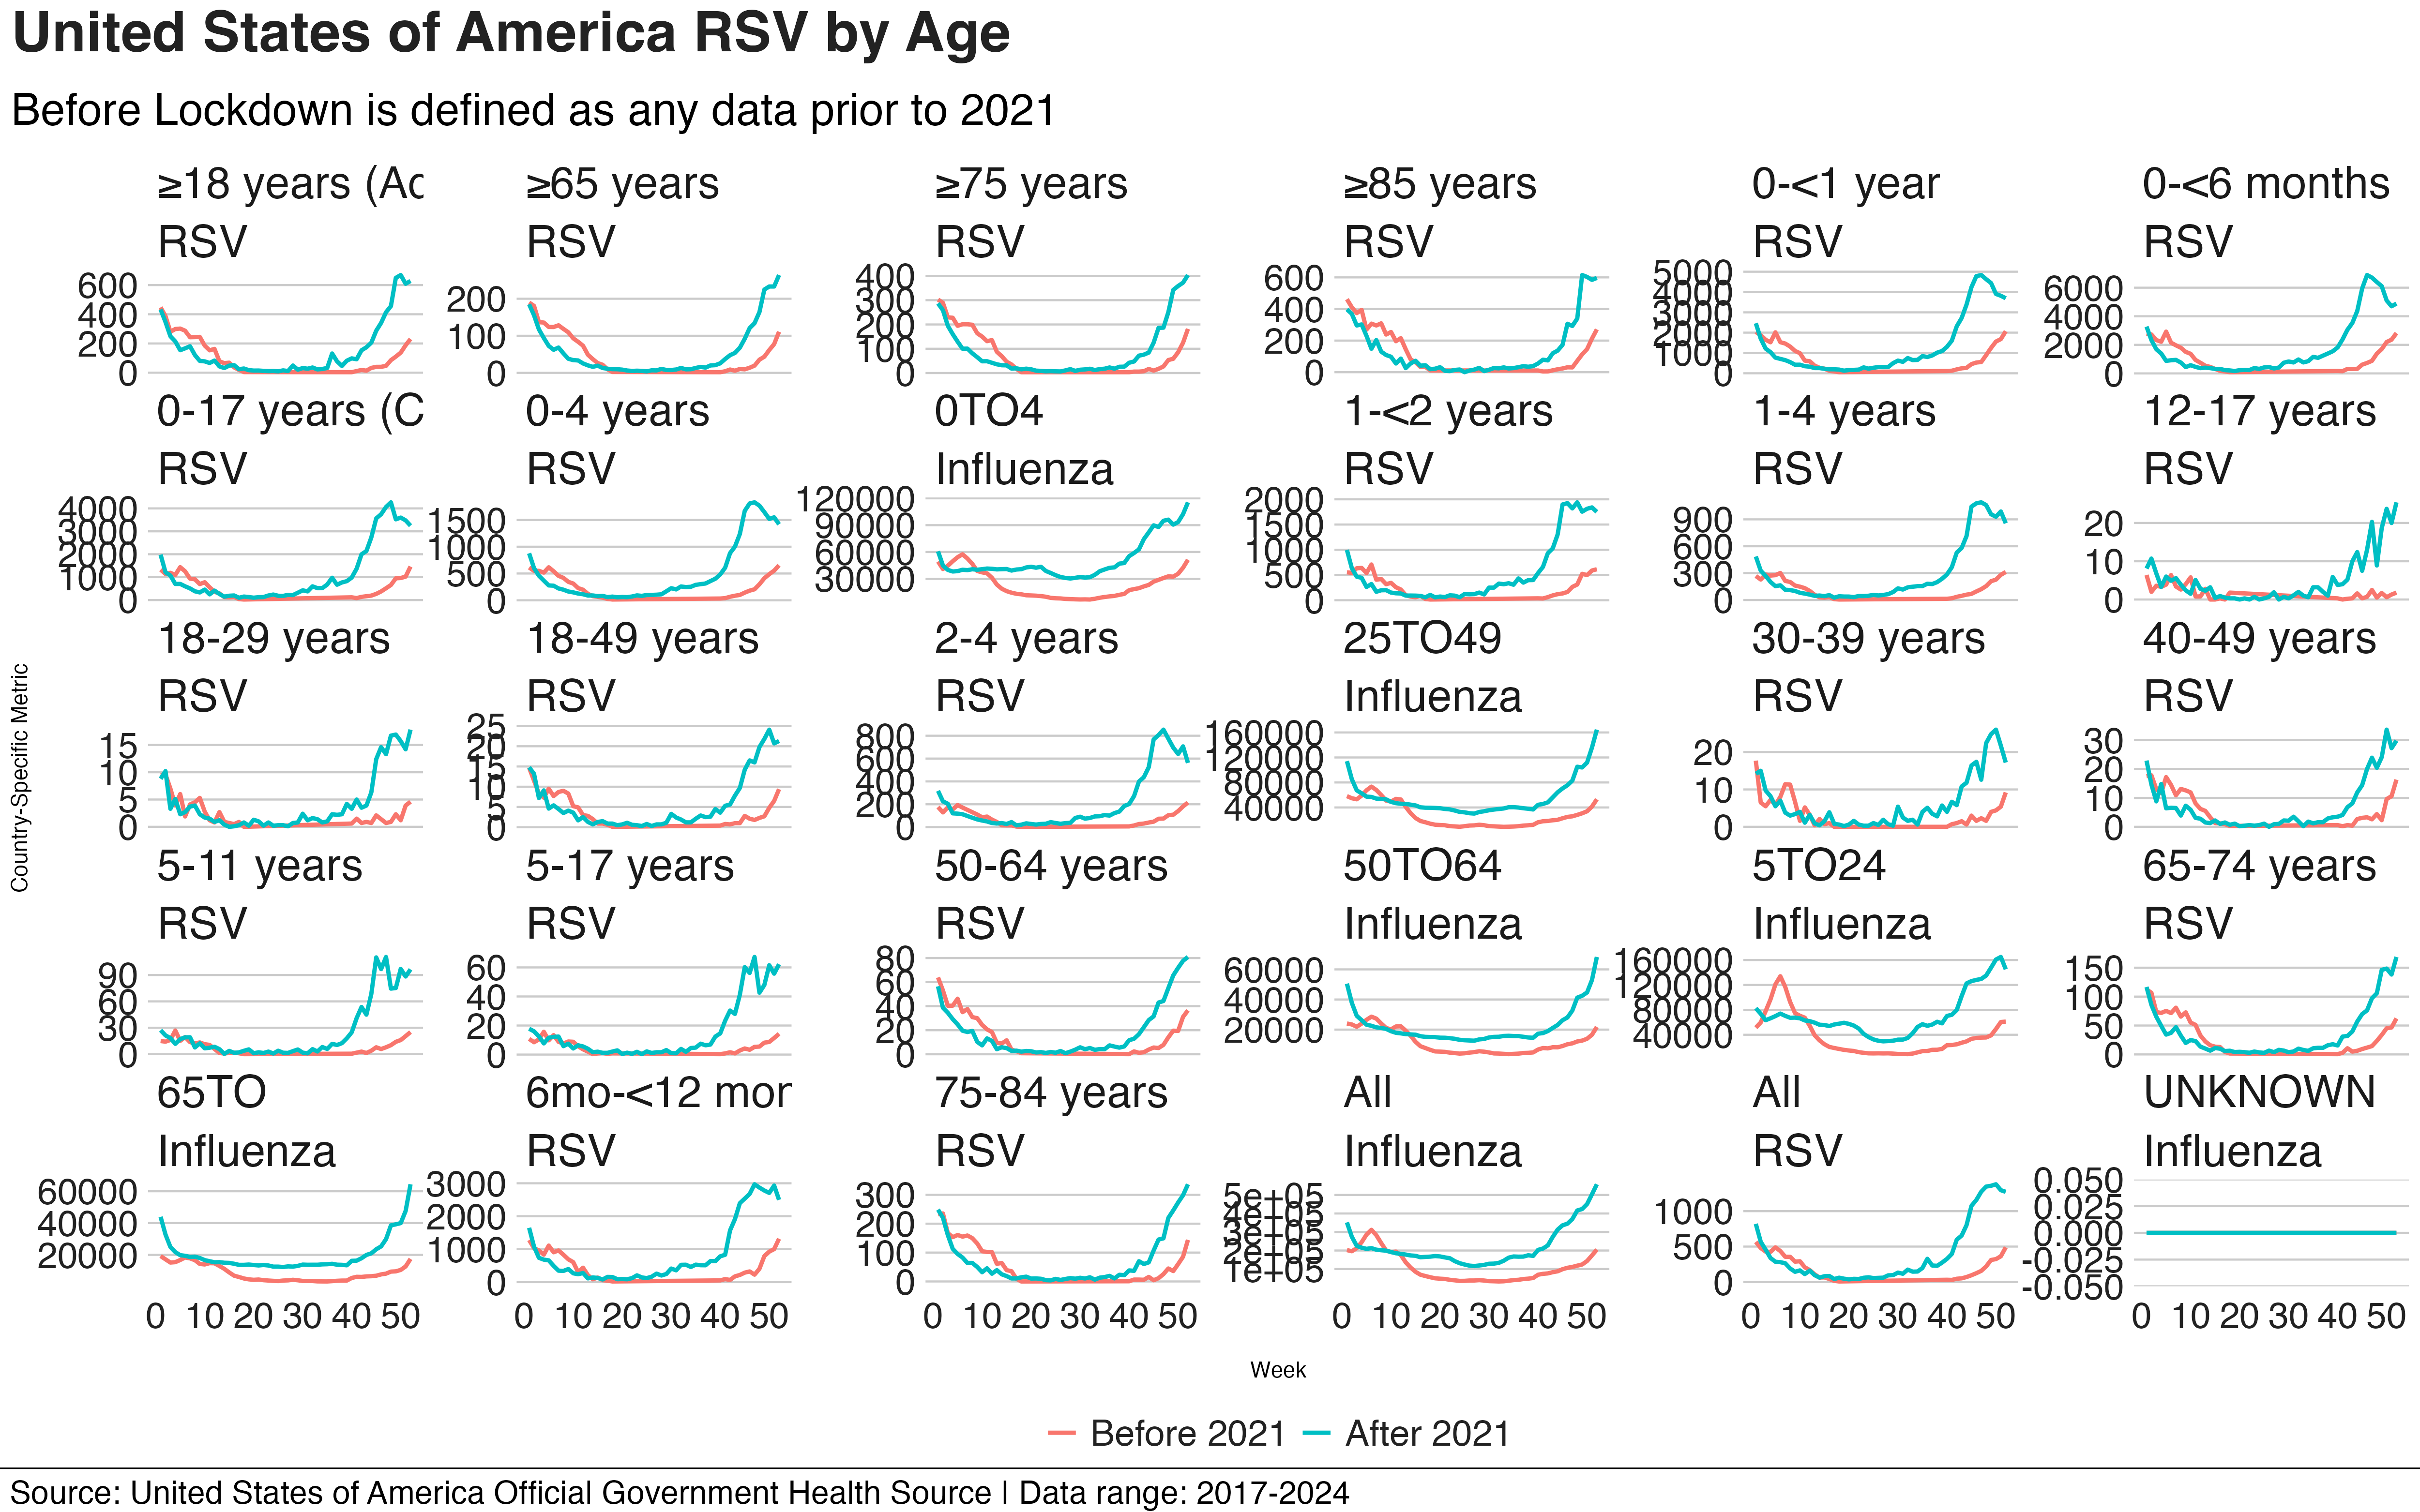 United States of America RSV by Age
Before Lockdown is defined as any data prior to 2021
≥18 years (Ac
≥65 years
≥75 years
≥85 years
0-<1 year
0-<6 months
RSV
RSV
RSV
RSV
RSV
RSV
600
400
200
0
200
100
0
400
300
200
100
0
600
400
200
0
5000
4000
3000
2000
1000
0
6000
4000
2000
0
0-17 years (C
0-4 years
0TO4
1-<2 years
1-4 years
12-17 years
RSV
RSV
Influenza
RSV
RSV
RSV
4000
3000
2000
1000
0
1500
1000
500
0
120000
90000
60000
30000
2000
1500
1000
500
0
900
600
300
0
20
10
0
18-29 years
18-49 years
2-4 years
25TO49
30-39 years
40-49 years
RSV
RSV
RSV
Influenza
RSV
RSV
15
10
5
0
25
20
15
10
5
0
800
600
400
200
0
160000
120000
80000
40000
20
10
0
30
20
10
0
5-11 years
5-17 years
50-64 years
50TO64
5TO24
65-74 years
RSV
RSV
RSV
Influenza
Influenza
RSV
90
60
30
0
60
40
20
0
80
60
40
20
0
60000
40000
20000
160000
120000
80000
40000
150
100
50
0
65TO
6mo-<12 mor
75-84 years
All
All
UNKNOWN
Influenza
RSV
RSV
Influenza
RSV
Influenza
60000
40000
20000
3000
2000
1000
0
300
200
100
0
5e+05
4e+05
3e+05
2e+05
1e+05
1000
500
0
0.050
0.025
0.000
-0.025
-0.050
0 10 20 30 40 50
0 10 20 30 40 50
0 10 20 30 40 50
0 10 20 30 40 50
0 10 20 30 40 50
0 10 20 30 40 50
Country-Specific Metric
Week
Before 2021
After 2021
Source: United States of America Official Government Health Source | Data range: 2017-2024